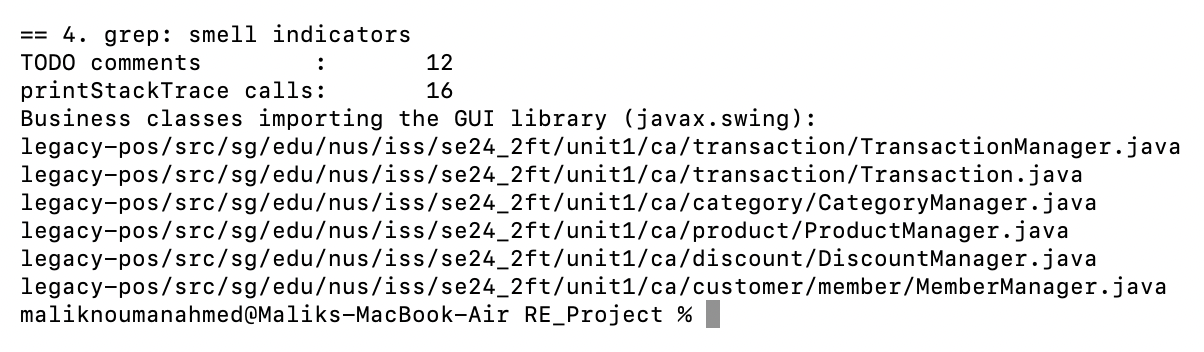 == 4. grep: smell indicators
TODO comments        :       12
printStackTrace calls:       16
Business classes importing the GUI library (javax.swing):
legacy-pos/src/sg/edu/nus/iss/se24_2ft/unit1/ca/transaction/TransactionManager.java
legacy-pos/src/sg/edu/nus/iss/se24_2ft/unit1/ca/transaction/Transaction.java
legacy-pos/src/sg/edu/nus/iss/se24_2ft/unit1/ca/category/CategoryManager.java
legacy-pos/src/sg/edu/nus/iss/se24_2ft/unit1/ca/product/ProductManager.java
legacy-pos/src/sg/edu/nus/iss/se24_2ft/unit1/ca/discount/DiscountManager.java
legacy-pos/src/sg/edu/nus/iss/se24_2ft/unit1/ca/customer/member/MemberManager.java
maliknoumanahmed@Maliks-MacBook-Air RE_Project %